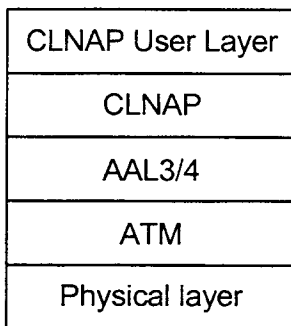 CLNAP User Layer
CLNAP
AAL3/4
ATM
Physical layer